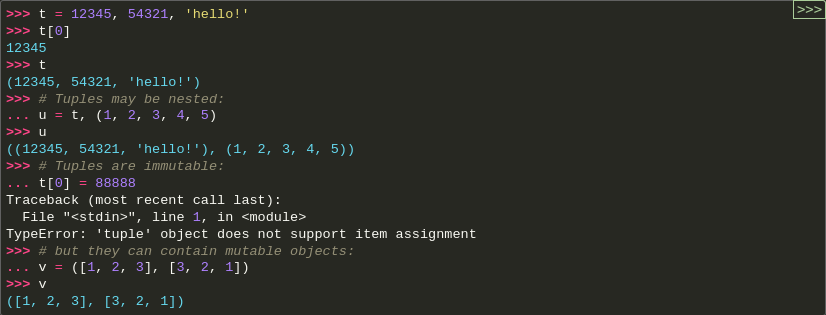 >>>
>>> t = 12345, 54321, 'hello!'
>>> t[0]
12345
>>> t
(12345, 54321, 'hello!')
>>> # Tuples may be nested:
... u = t, (1, 2, 3, 4, 5)
>>> u
((12345, 54321, 'hello!'), (1, 2, 3, 4, 5))
>>> # Tuples are immutable:
... t[0] = 88888
Traceback (most recent call last):
  File "<stdin>", line 1, in <module>
TypeError: 'tuple' object does not support item assignment
>>> # but they can contain mutable objects:
... v = ([1, 2, 3], [3, 2, 1])
>>> v
([1, 2, 3], [3, 2, 1])